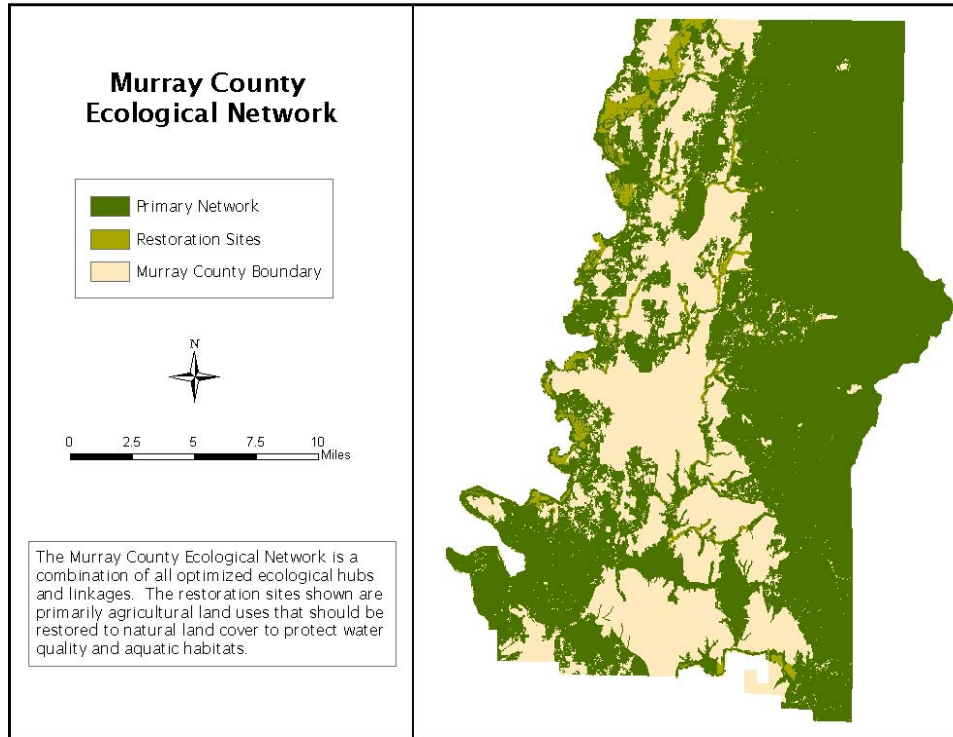 Murray County
Ecological Network
Primary Network
Restoration Sites
Murray County Boundary
N
0 2.5 5 7.5 10
Miles
The Murray County Ecological Network is a
combination of all optimized ecological hubs
and linkages. The restoration sites shown are
primarily agricultural land uses that should be
restored to natural land cover to protect water
quality and aquatic habitats.